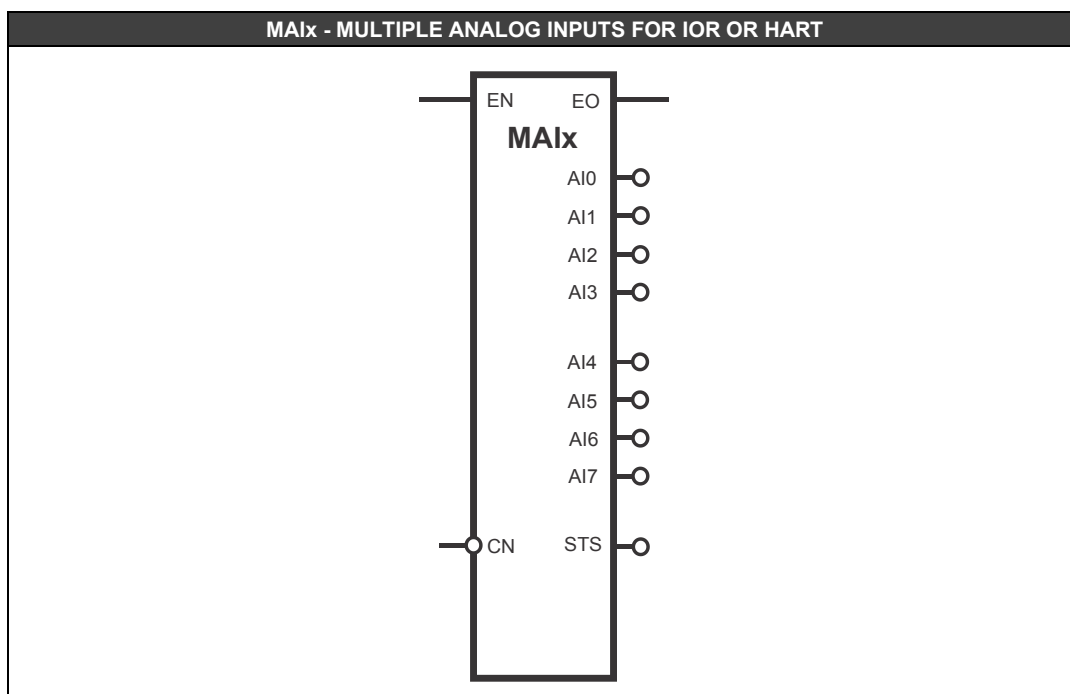 MAIx - MULTIPLE ANALOG INPUTS FOR IOR OR HART
EN EO
MAIx
AI0
AI1
AI2
AI3
AI4
AI5
AI6
AI7
CN STS